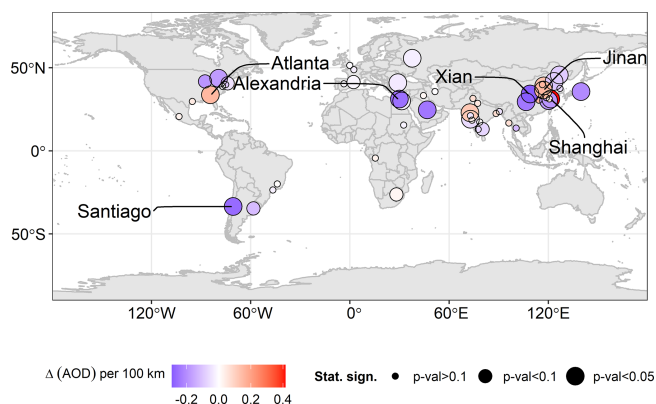 Atlanta
Jinan
50°N
Alexandria
Xian
0°
Shanghai
Santiago
50°S
120°W 60°W 0° 60°E 120°E
Δ (AOD) per 100 km
-0.2 0.0 0.2 0.4
Stat. sign. p-val>0.1 p-val<0.1 p-val<0.05